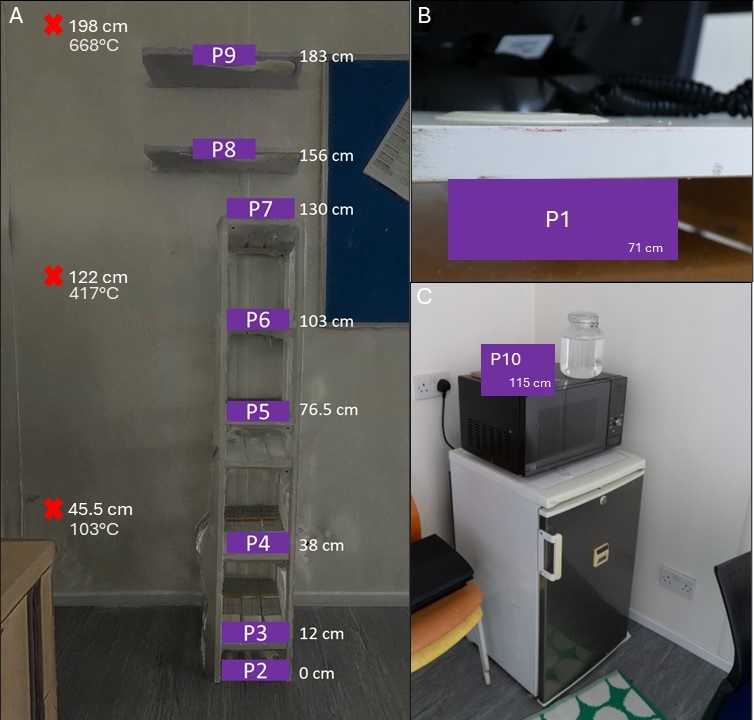 A
198 cm
668°C
P9
183 cm
P8
156 cm
P7
130 cm
122 cm
417°C
P6
103 cm
P5
76.5 cm
45.5 cm
103°C
P4
38 cm
P3
12 cm
P2
0 cm
B
P1
71 cm
C
P10
115 cm